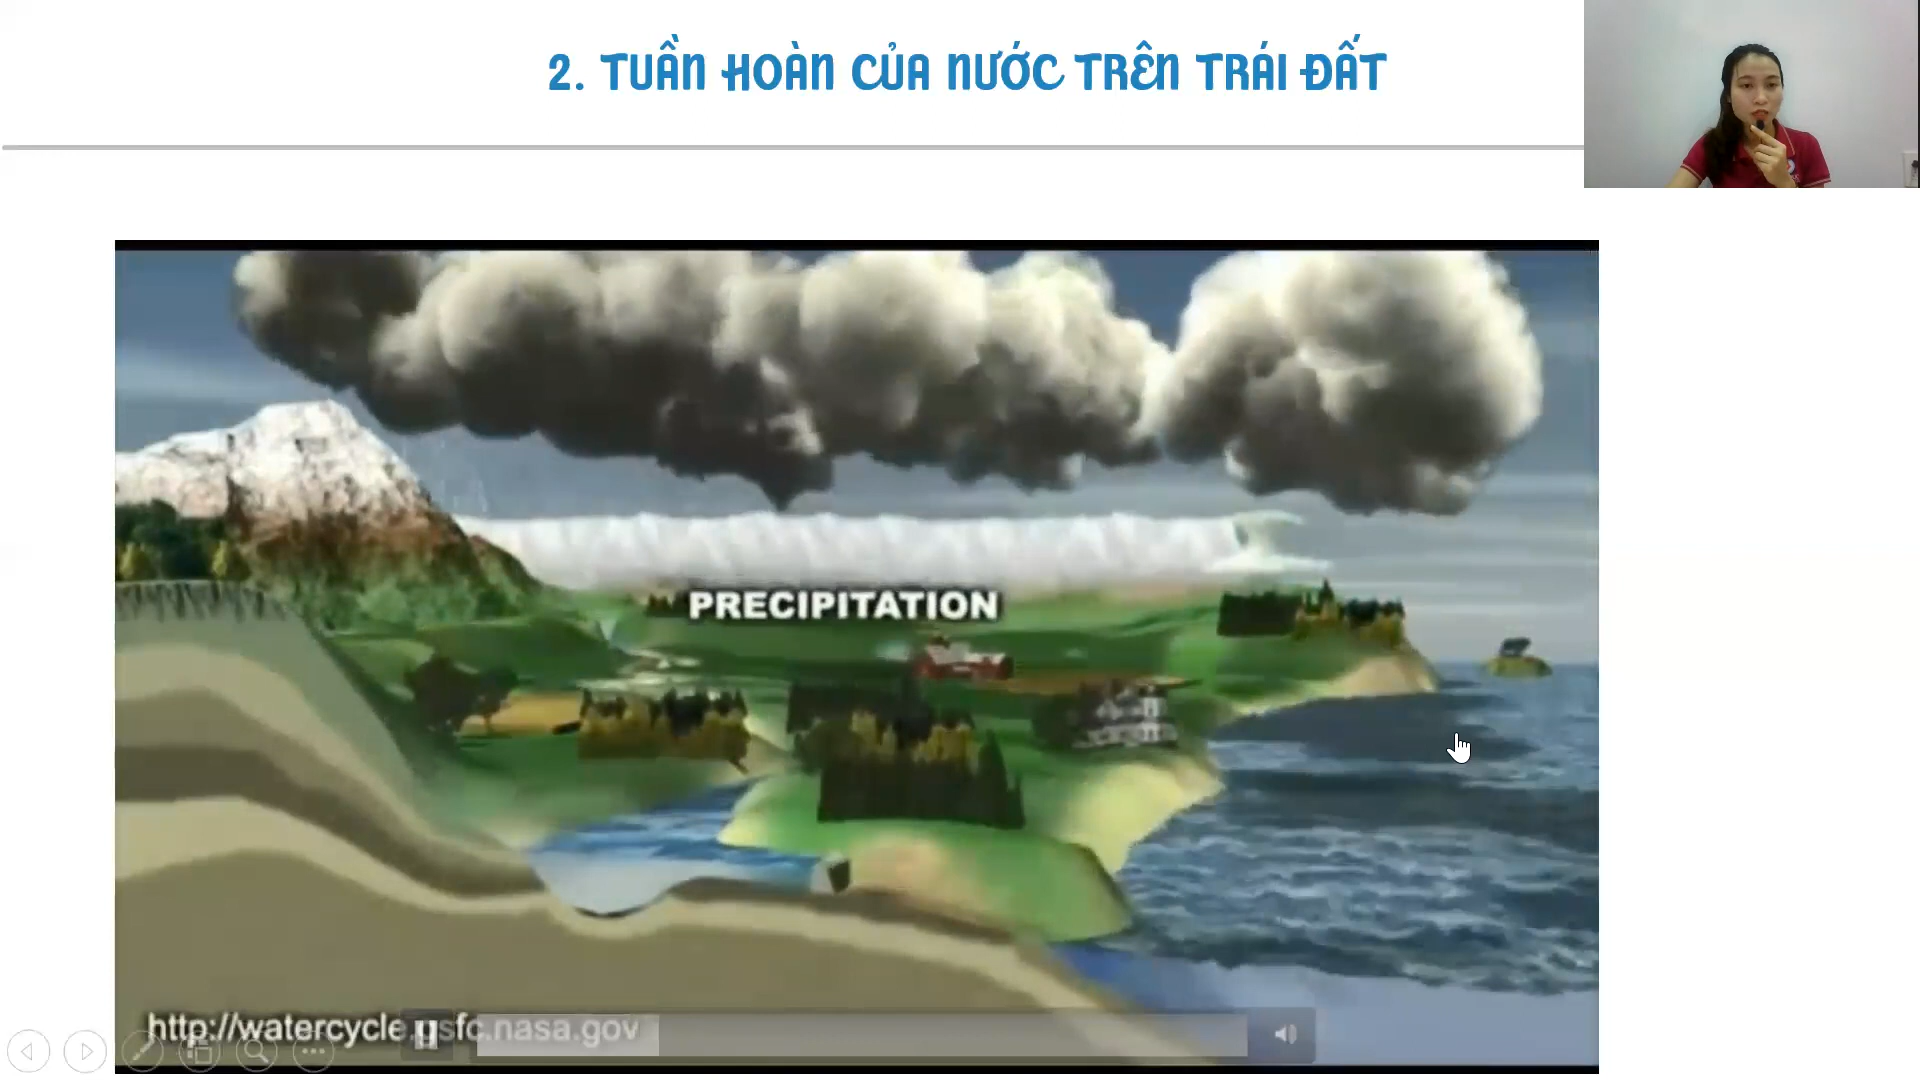 2. TUẦN HOÀN CỦA NƯỚC TRÊN TRÁI ĐẤT
PRECIPITATION
http://watercycle.gsfc.nasa.gov